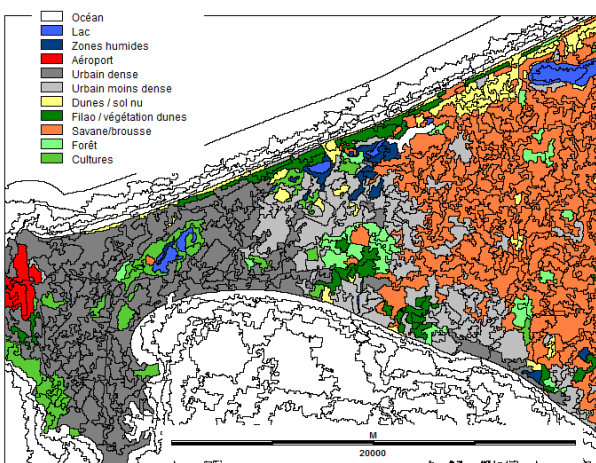 Océan
Lac
Zones humides
Aéroport
Urbain dense
Urbain moins dense
Dunes / sol nu
Filao / végétation dunes
Savane/brousse
Forêt
Cultures
M
20000